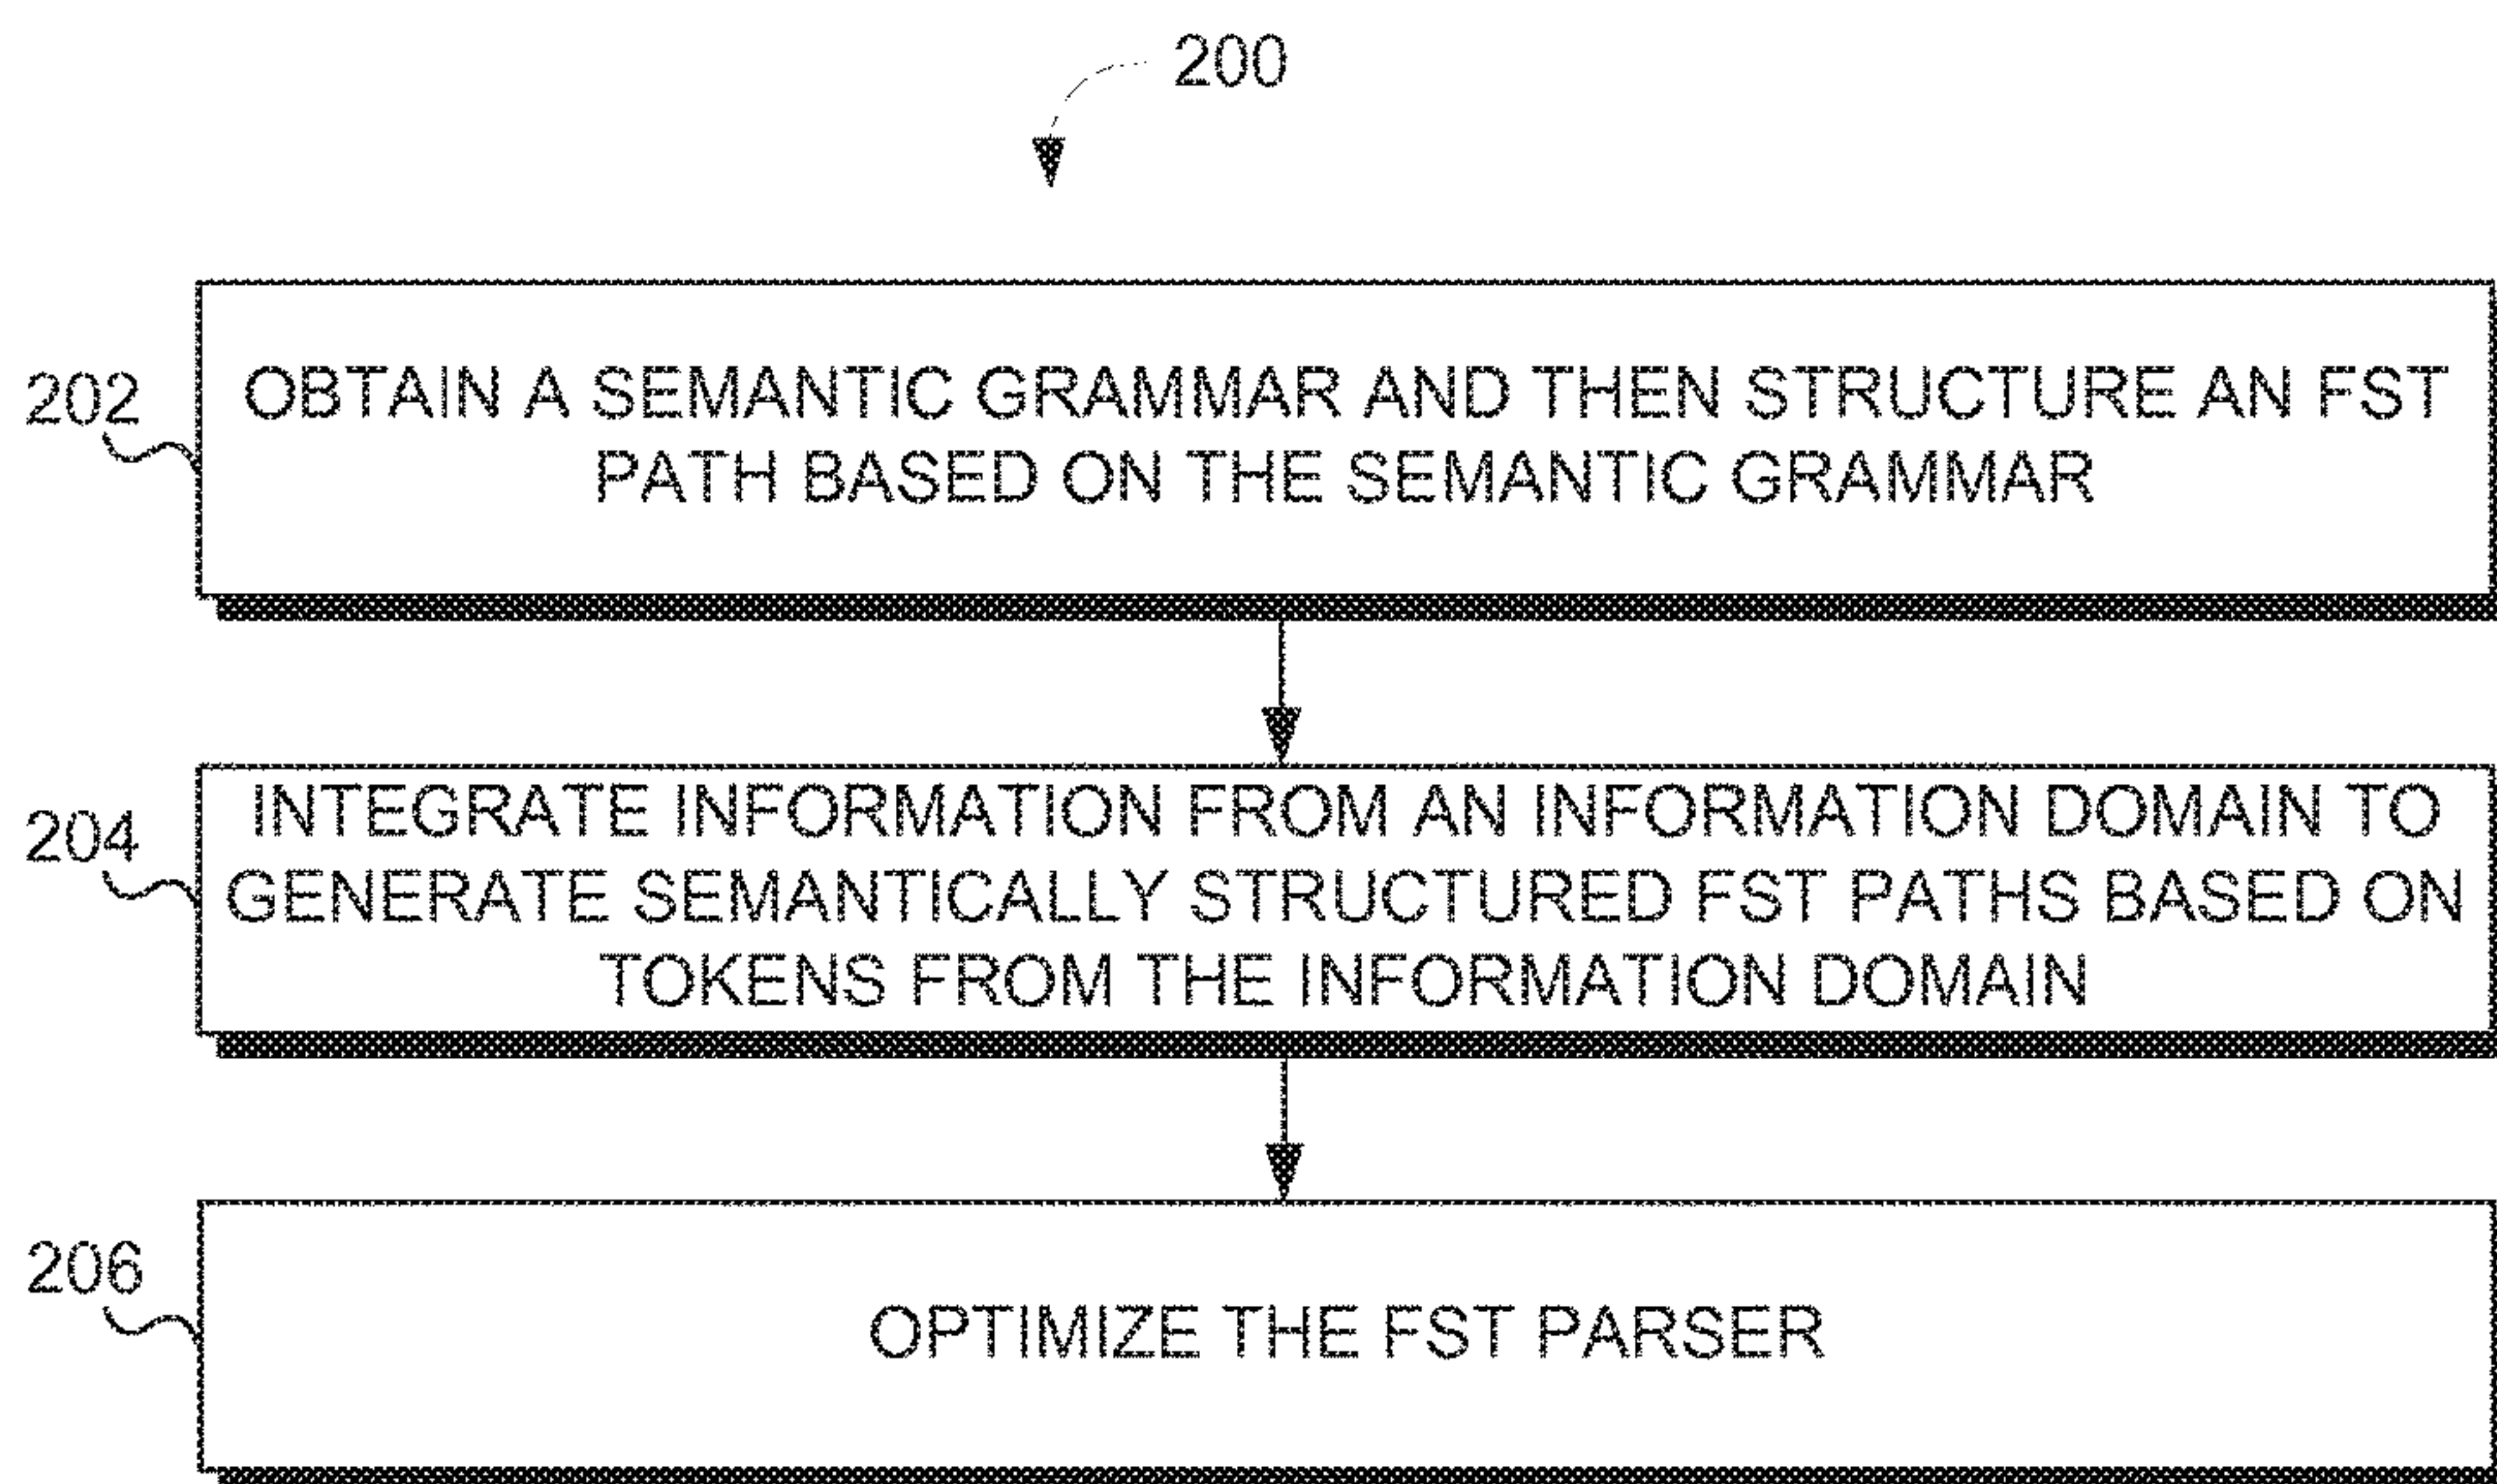 200
202
OBTAIN A SEMANTIC GRAMMAR AND THEN STRUCTURE AN FST
PATH BASED ON THE SEMANTIC GRAMMAR
204
INTEGRATE INFORMATION FROM AN INFORMATION DOMAIN TO
GENERATE SEMANTICALLY STRUCTURED FST PATHS BASED ON
TOKENS FROM THE INFORMATION DOMAIN
206
OPTIMIZE THE FST PARSER